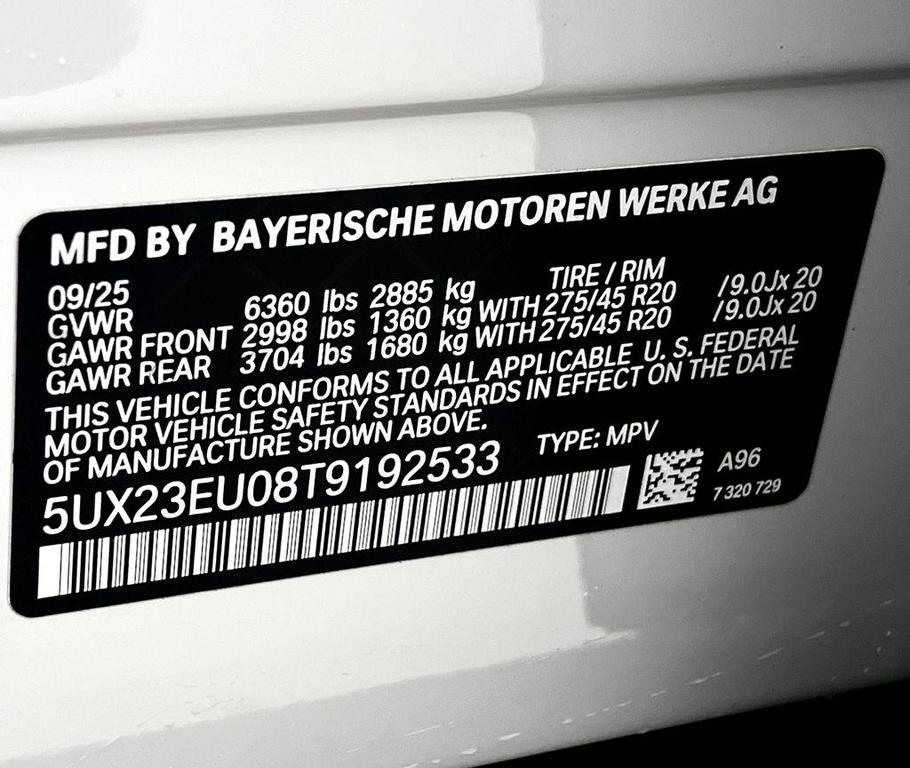 MFD BY BAYERISCHE MOTOREN WERKE AG
09/25 TIRE / RIM
GVWR 6360 lbs 2885 kg
GAWR FRONT 2998 lbs 1360 kg WITH 275/45 R20 /9.0Jx 20
GAWR REAR 3704 lbs 1680 kg WITH 275/45 R20 /9.0Jx 20
THIS VEHICLE CONFORMS TO ALL APPLICABLE U. S. FEDERAL
MOTOR VEHICLE SAFETY STANDARDS IN EFFECT ON THE DATE
OF MANUFACTURE SHOWN ABOVE.
TYPE: MPV
5UX23EU08T9192533
A96
7 320 729